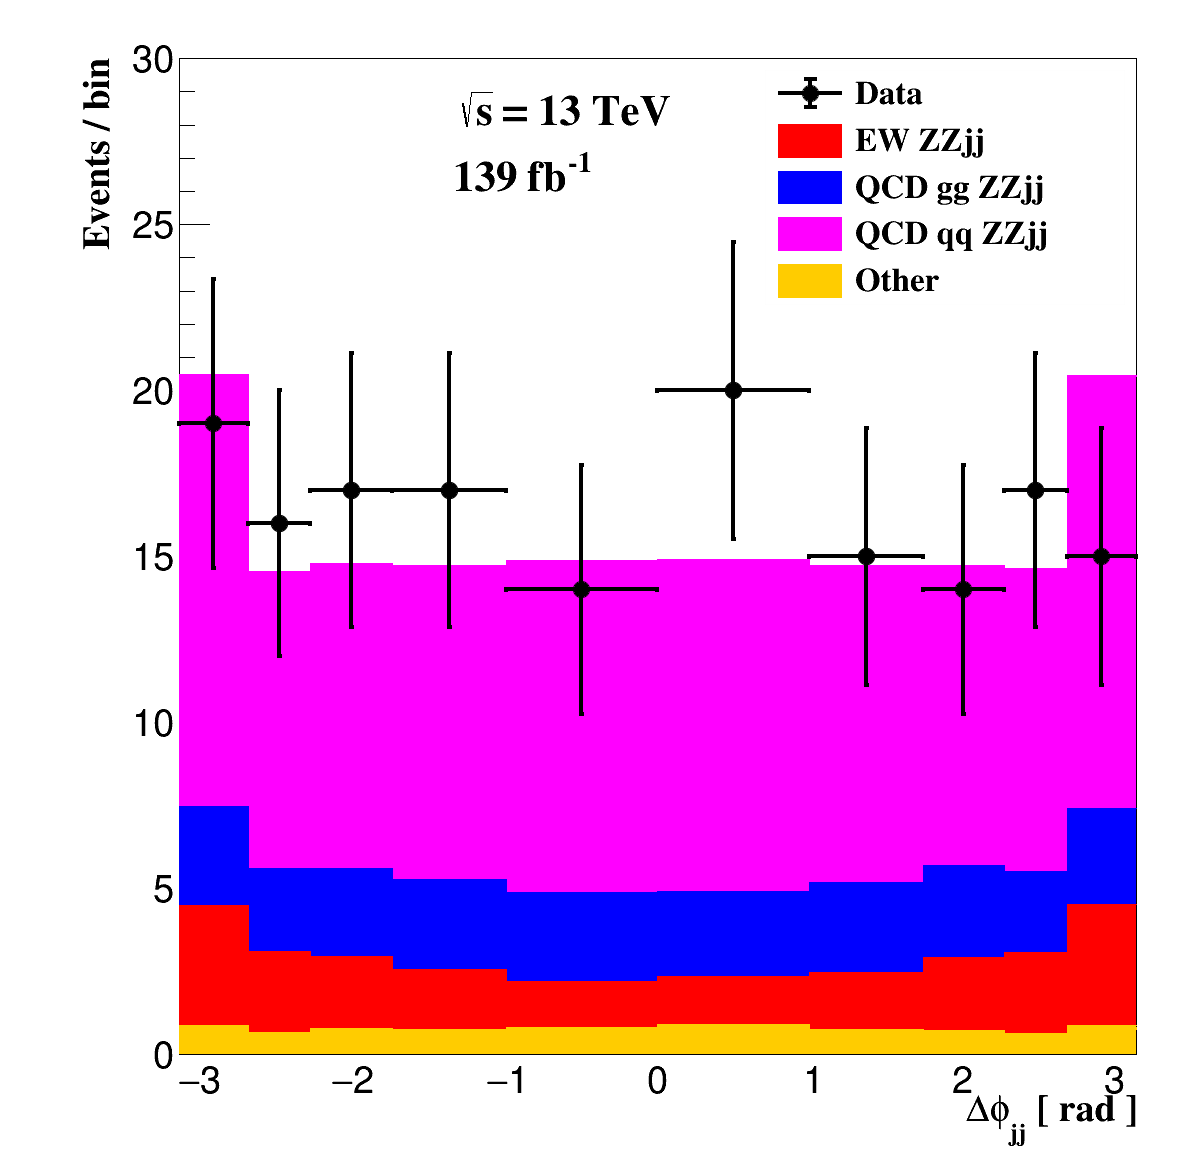 Events / bin
30
25
20
15
10
5
0
√s = 13 TeV
139 fb⁻¹
Data
EW ZZjj
QCD gg ZZjj
QCD qq ZZjj
Other
−3 −2 −1 0 1 2 3
Δϕjj [ rad ]